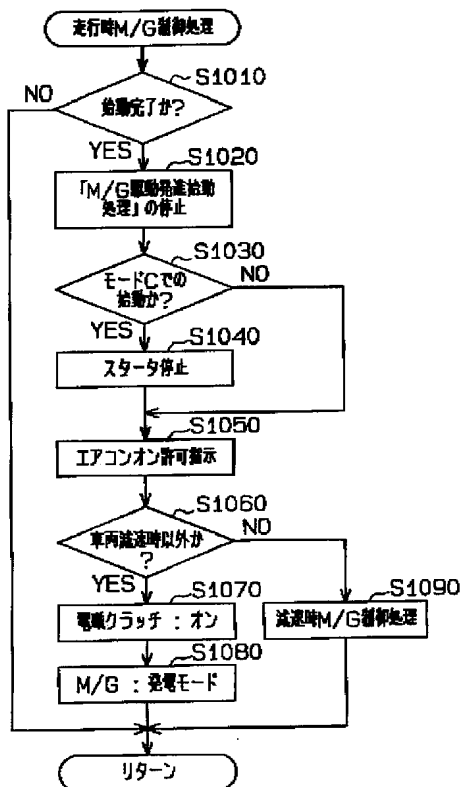 走行時M/G制御処理
S1010
NO
始動完了か?
YES
S1020
「M/G駆動発進始動
処理」の停止
S1030
モードCでの
始動か?
NO
YES
S1040
スタータ停止
S1050
エアコンオン許可指示
S1060
車両減速時以外か
?
NO
YES
S1070
S1090
電磁クラッチ:オン
減速時M/G制御処理
S1080
M/G:発電モード
リターン